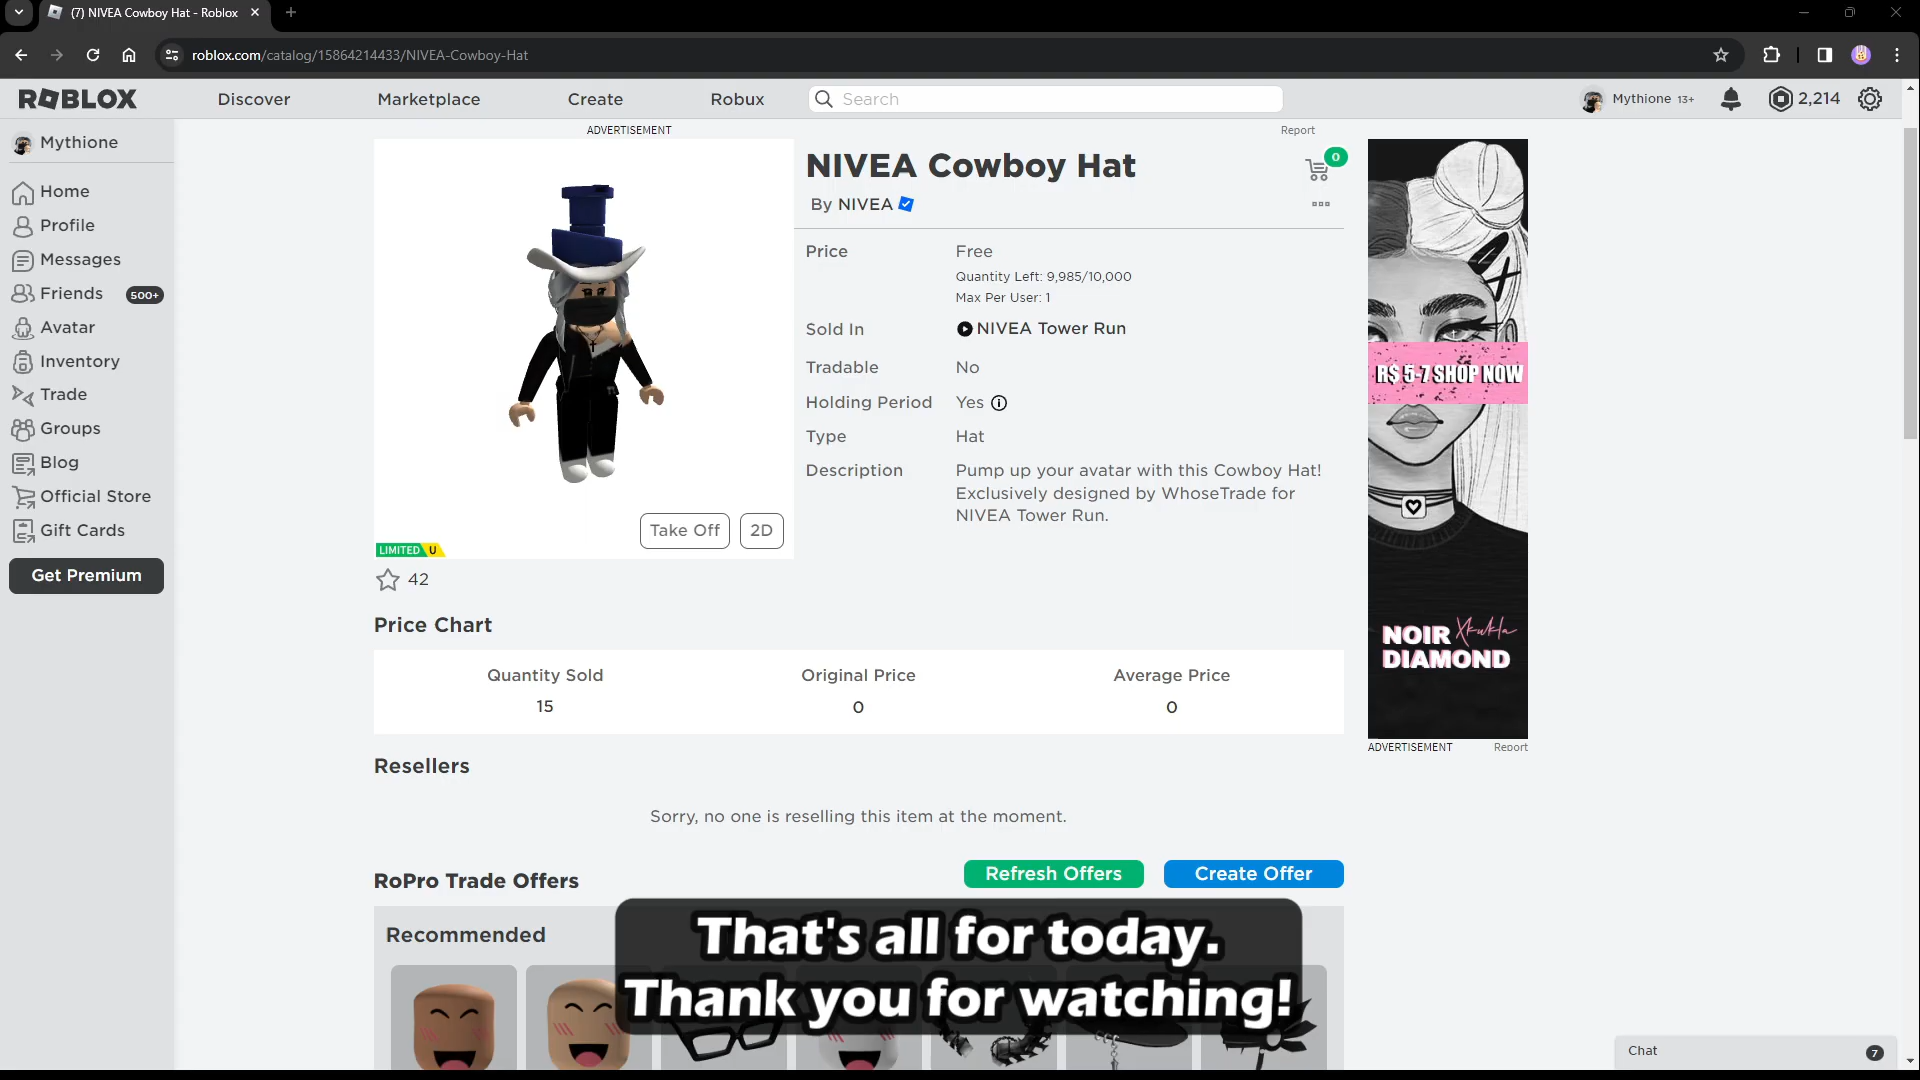 (7) NIVEA Cowboy Hat - Roblox
roblox.com/catalog/15864214433/NIVEA-Cowboy-Hat
ROBLOX
Discover
Marketplace
Create
Robux
Search
Mythione 13+
2,214
Mythione
Home
Profile
Messages
Friends
500+
Avatar
Inventory
Trade
Groups
Blog
Official Store
Gift Cards
Get Premium
ADVERTISEMENT
Report
NIVEA Cowboy Hat
0
By NIVEA
Price
Free
Quantity Left: 9,985/10,000
Max Per User: 1
Sold In
NIVEA Tower Run
Tradable
No
Holding Period
Yes
Type
Hat
Description
Pump up your avatar with this Cowboy Hat!
Exclusively designed by WhoseTrade for
NIVEA Tower Run.
Take Off
2D
LIMITED U
42
Price Chart
Quantity Sold
Original Price
Average Price
15
0
0
Resellers
Sorry, no one is reselling this item at the moment.
RoPro Trade Offers
Refresh Offers
Create Offer
Recommended
That's all for today.
Thank you for watching!
R$ 5-7 SHOP NOW
NOIR
DIAMOND
ADVERTISEMENT
Report
Chat
7